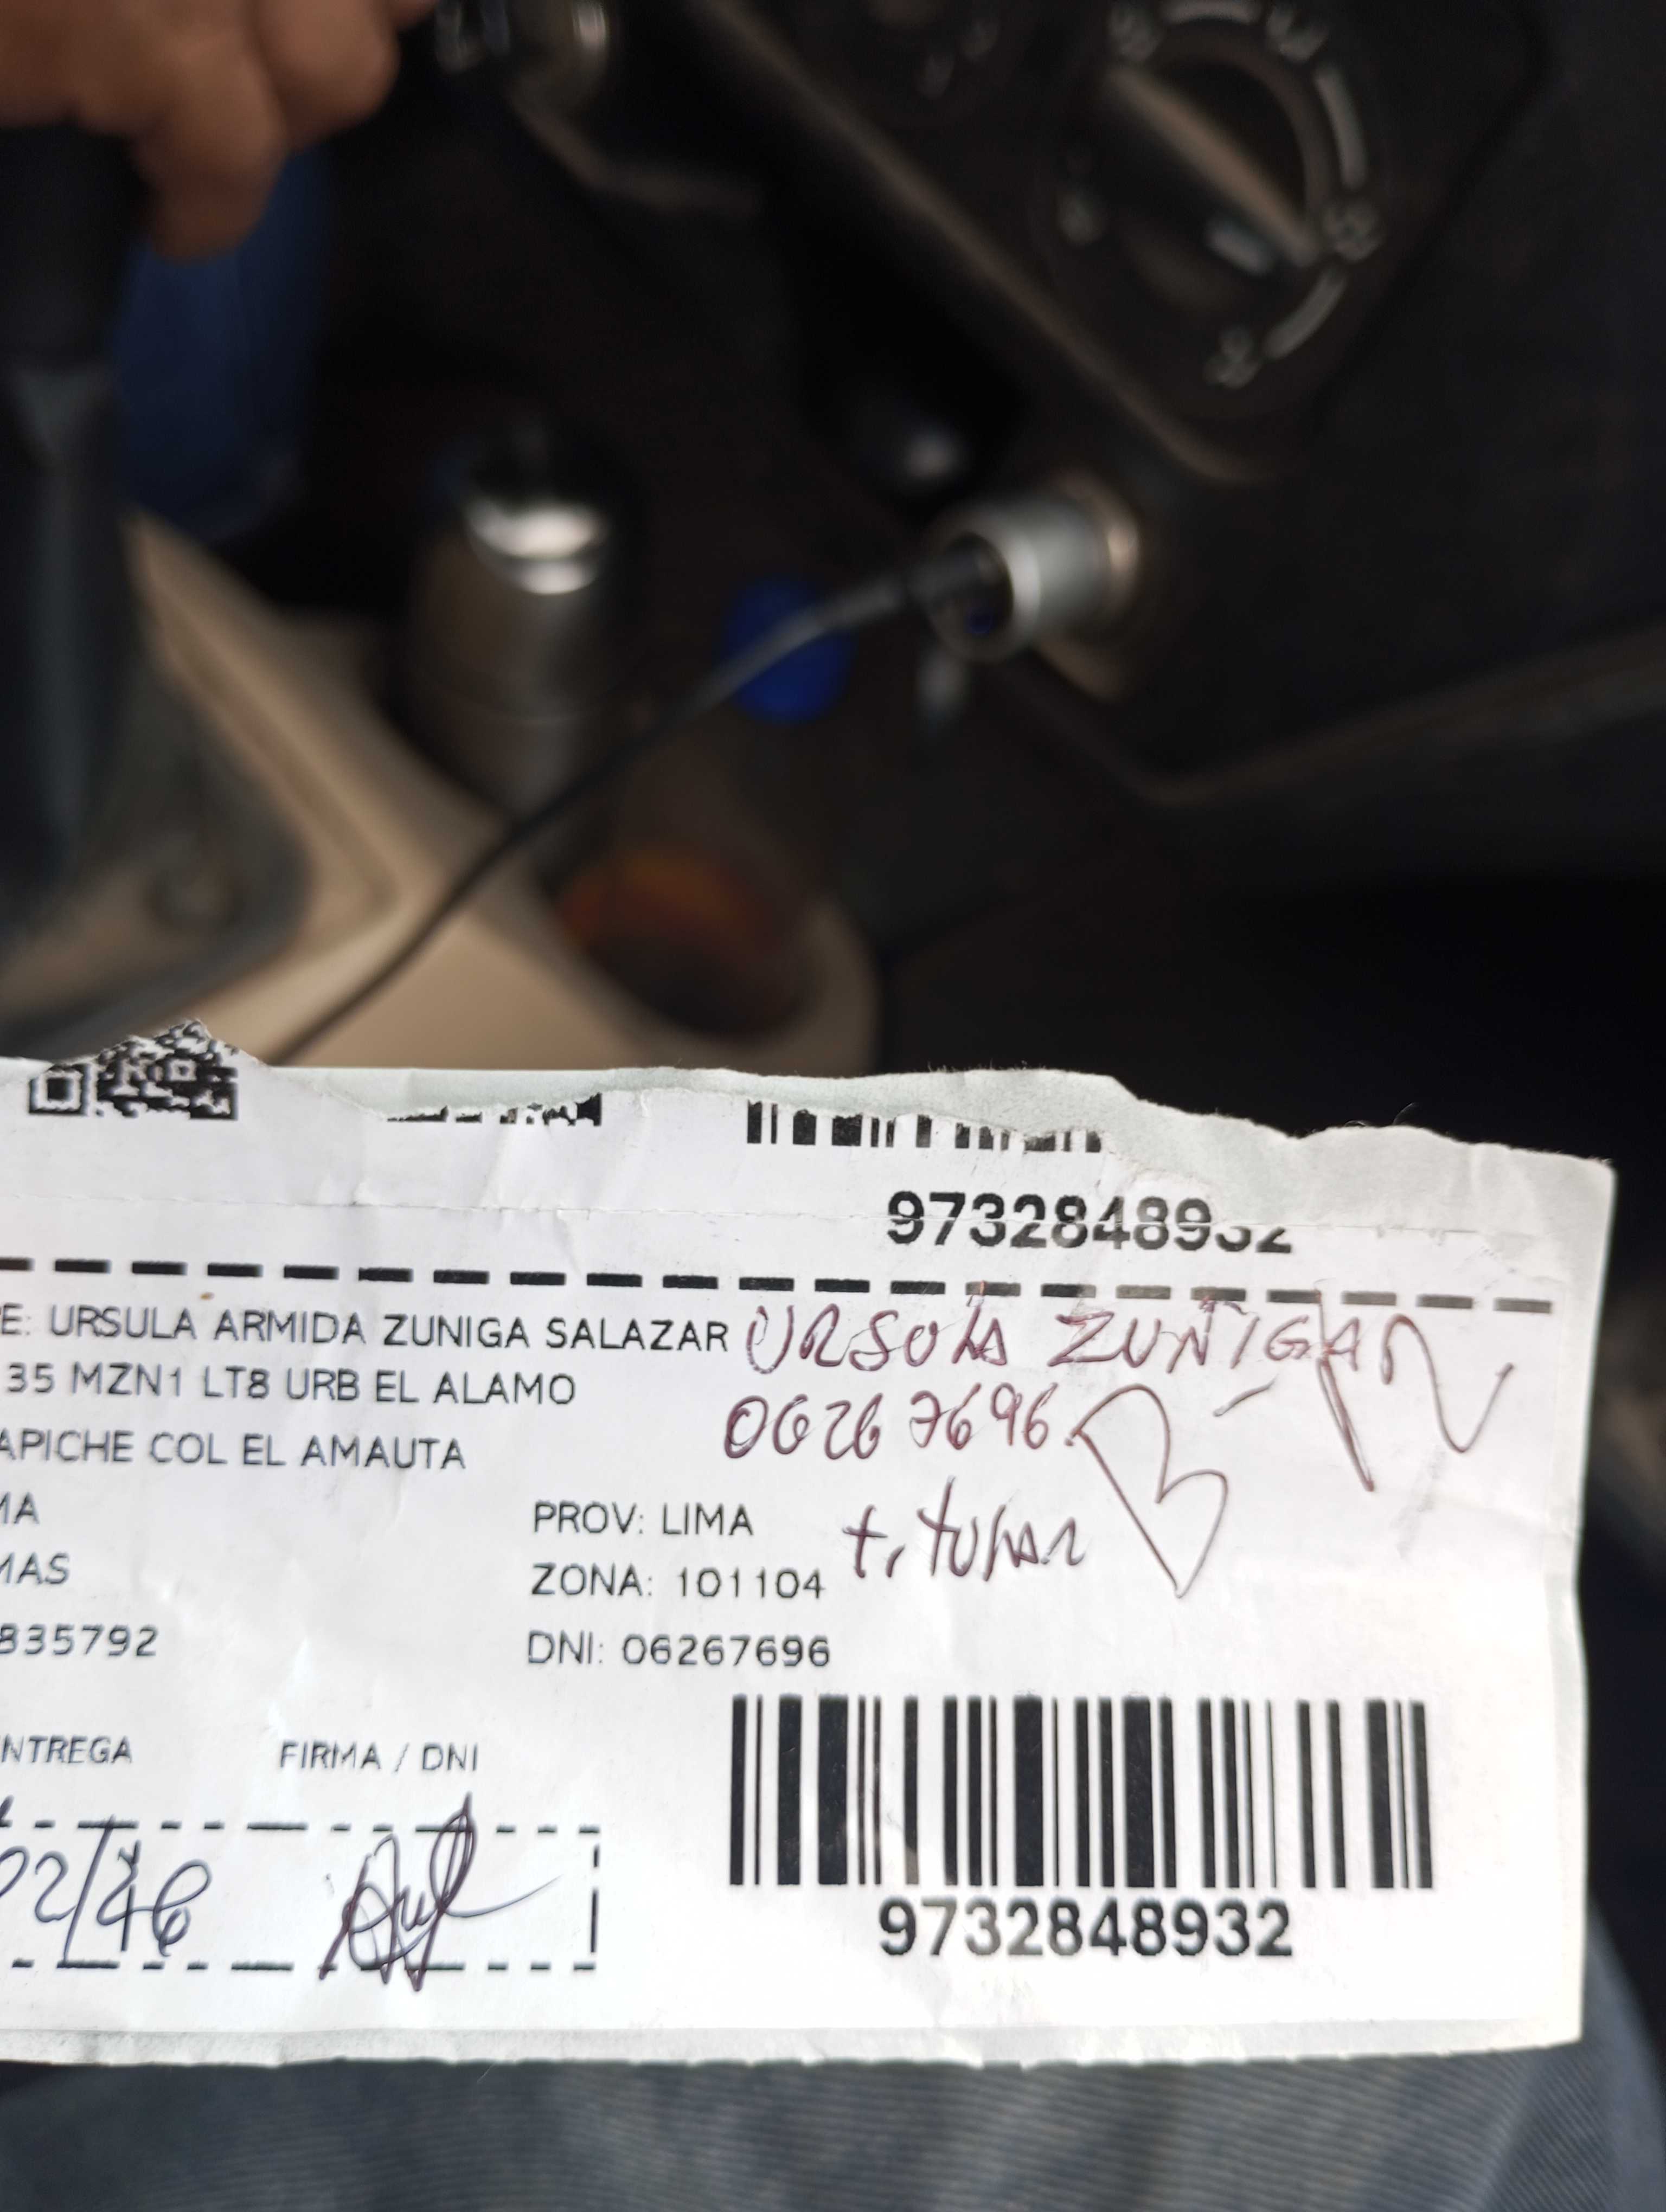 9732848932
E: URSULA ARMIDA ZUNIGA SALAZAR
URSULA ZUÑIGA
35 MZN1 LT8 URB EL ALAMO
06267696
APICHE COL EL AMAUTA
MA
PROV: LIMA
titular
MAS
ZONA: 101104
835792
DNI: 06267696
NTREGA
FIRMA / DNI
9732848932